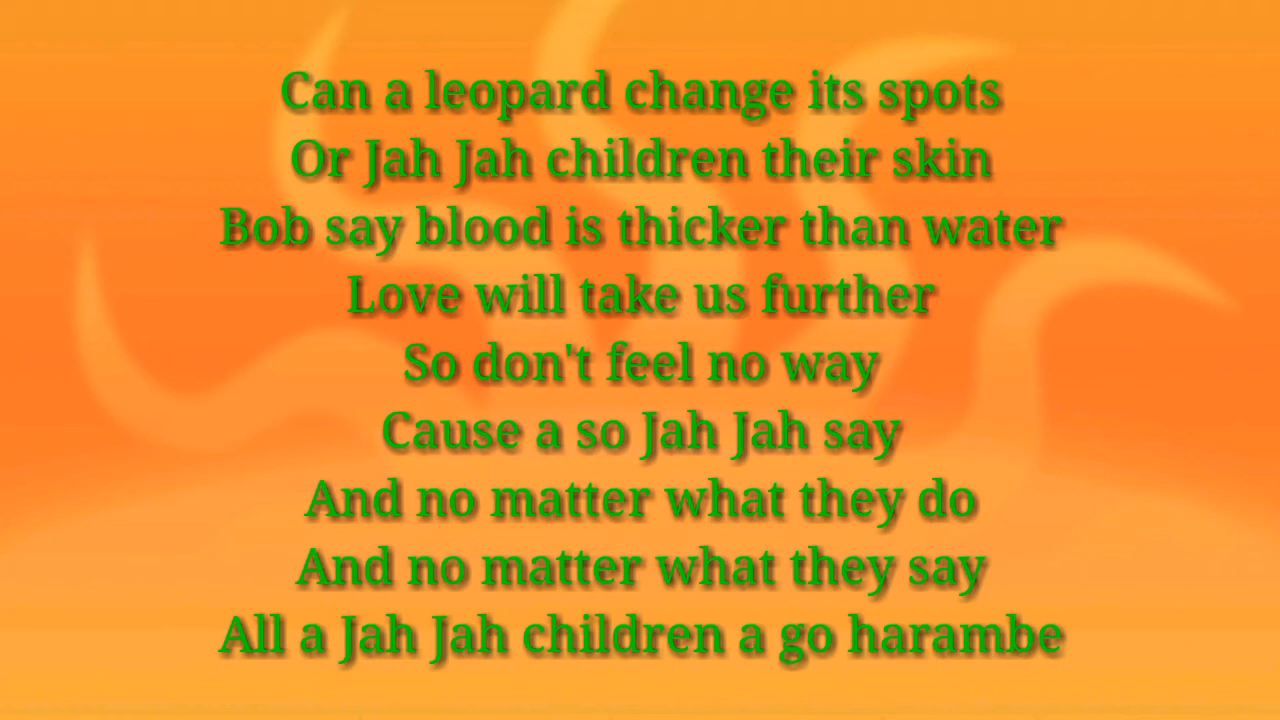 Can a leopard change its spots
Or Jah Jah children their skin
Bob say blood is thicker than water
Love will take us further
So don't feel no way
Cause a so Jah Jah say
And no matter what they do
And no matter what they say
All a Jah Jah children a go harambe